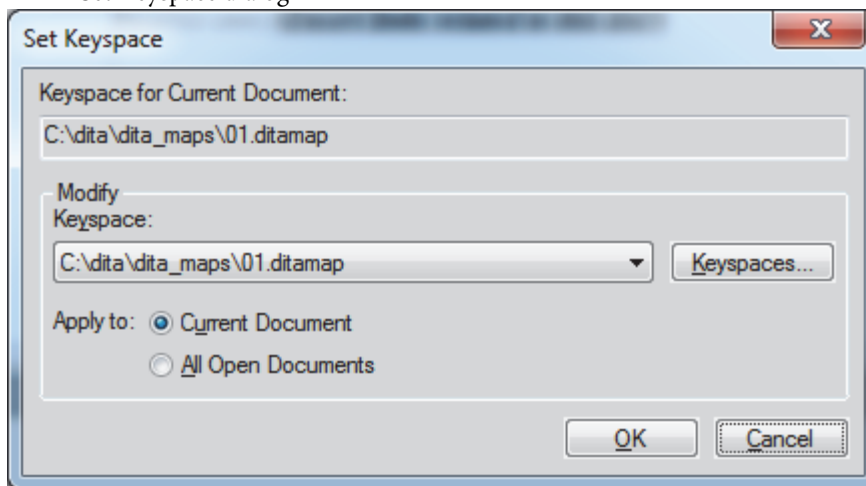 Set Keyspace
Keyspace for Current Document:
C:\dita\dita_maps\01.ditamap
Modify
Keyspace:
C:\dita\dita_maps\01.ditamap
Keyspaces...
Apply to:
Current Document
All Open Documents
OK
Cancel